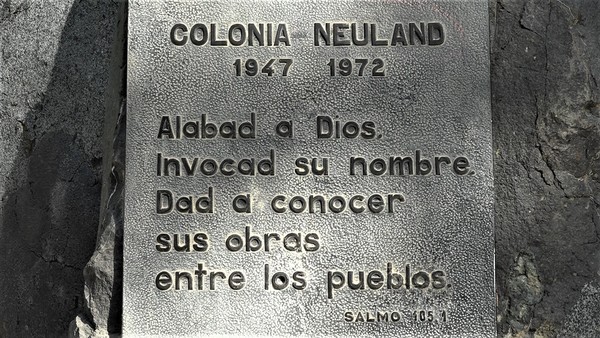 COLONIA NEULAND
1947 1972
Alabad a Dios.
Invocad su nombre.
Dad a conocer
sus obras
entre los pueblos.
SALMO 105 1